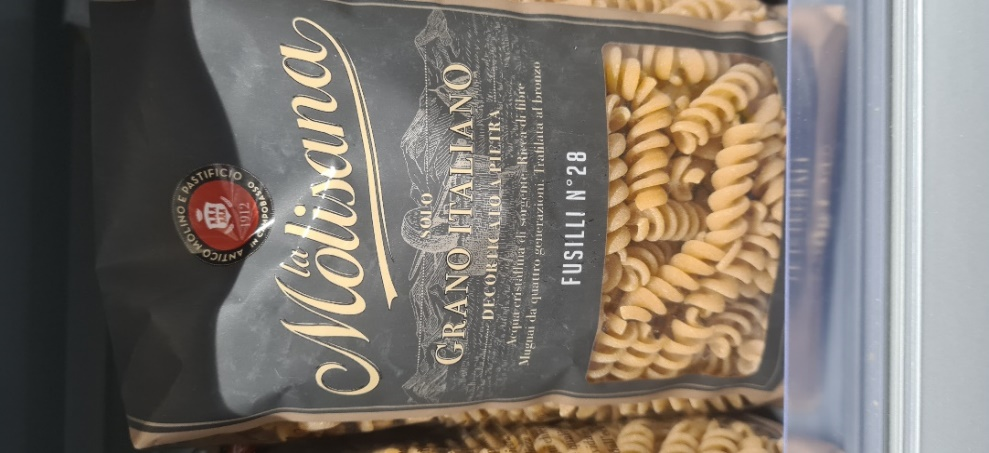 ANTICO MOLINO E PASTIFICIO
1912
la
Molisana
SOLO
GRANO ITALIANO
DECORTICATO A PIETRA
Acqua cristallina di sorgente. Ricca di fibre
Mugnai da quattro generazioni. Trafilata al bronzo
FUSILLI N°28